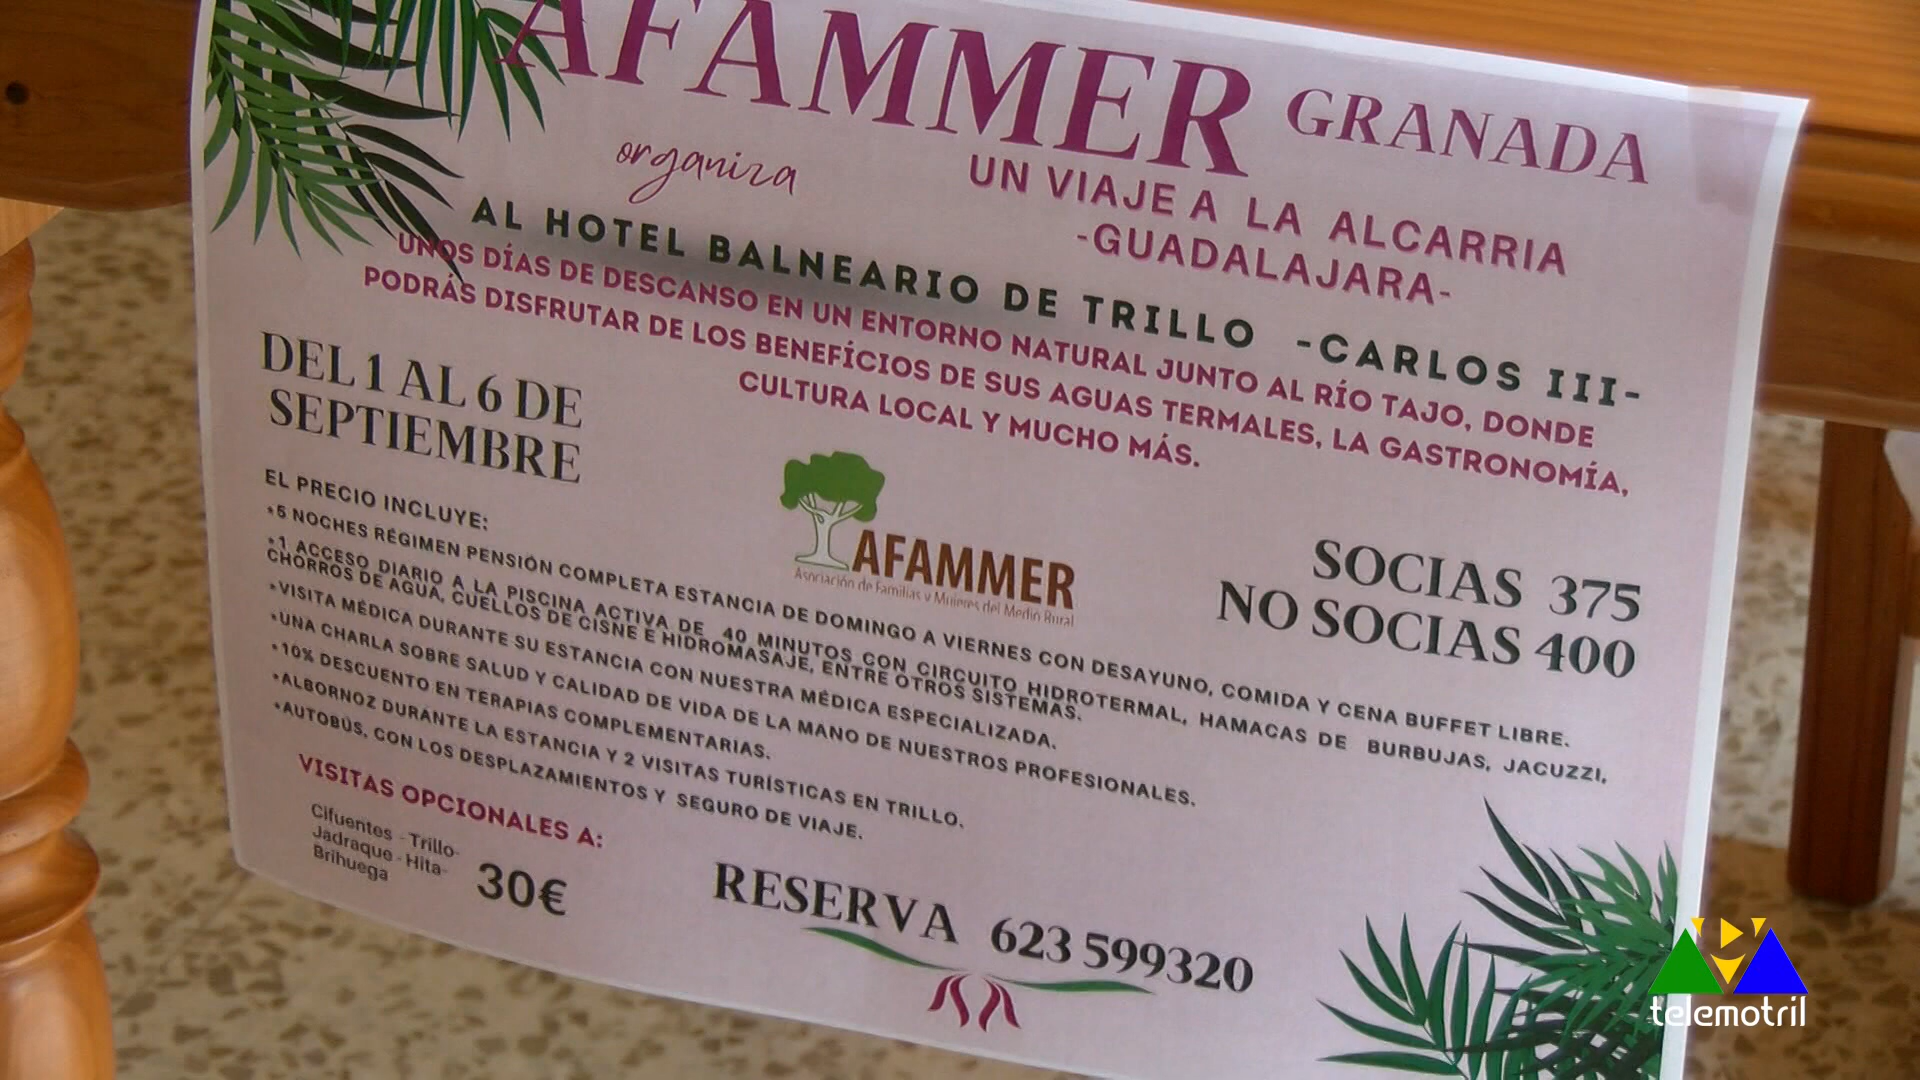 AFAMMER GRANADA
organiza
UN VIAJE A LA ALCARRIA
-GUADALAJARA-
AL HOTEL BALNEARIO DE TRILLO -CARLOS III-
UNOS DÍAS DE DESCANSO EN UN ENTORNO NATURAL JUNTO AL RÍO TAJO, DONDE
PODRÁS DISFRUTAR DE LOS BENEFÍCIOS DE SUS AGUAS TERMALES, LA GASTRONOMÍA,
CULTURA LOCAL Y MUCHO MÁS.
DEL 1 AL 6 DE
SEPTIEMBRE
AFAMMER
Asociación de Familias y Mujeres del Medio Rural
SOCIAS 375
NO SOCIAS 400
EL PRECIO INCLUYE:
*5 NOCHES RÉGIMEN PENSIÓN COMPLETA ESTANCIA DE DOMINGO A VIERNES CON DESAYUNO, COMIDA Y CENA BUFFET LIBRE.
*1 ACCESO DIARIO A LA PISCINA ACTIVA DE 40 MINUTOS CON CIRCUITO HIDROTERMAL, HAMACAS DE BURBUJAS, JACUZZI,
CHORROS DE AGUA, CUELLOS DE CISNE E HIDROMASAJE, ENTRE OTROS SISTEMAS.
*VISITA MÉDICA DURANTE SU ESTANCIA CON NUESTRA MÉDICA ESPECIALIZADA.
*UNA CHARLA SOBRE SALUD Y CALIDAD DE VIDA DE LA MANO DE NUESTROS PROFESIONALES.
*10% DESCUENTO EN TERAPIAS COMPLEMENTARIAS.
*ALBORNOZ DURANTE LA ESTANCIA Y 2 VISITAS TURÍSTICAS EN TRILLO.
*AUTOBÚS, CON LOS DESPLAZAMIENTOS Y SEGURO DE VIAJE.
VISITAS OPCIONALES A:
Cifuentes - Trillo-
Jadraque - Hita-
Brihuega
30€
RESERVA 623 599320
telemotril